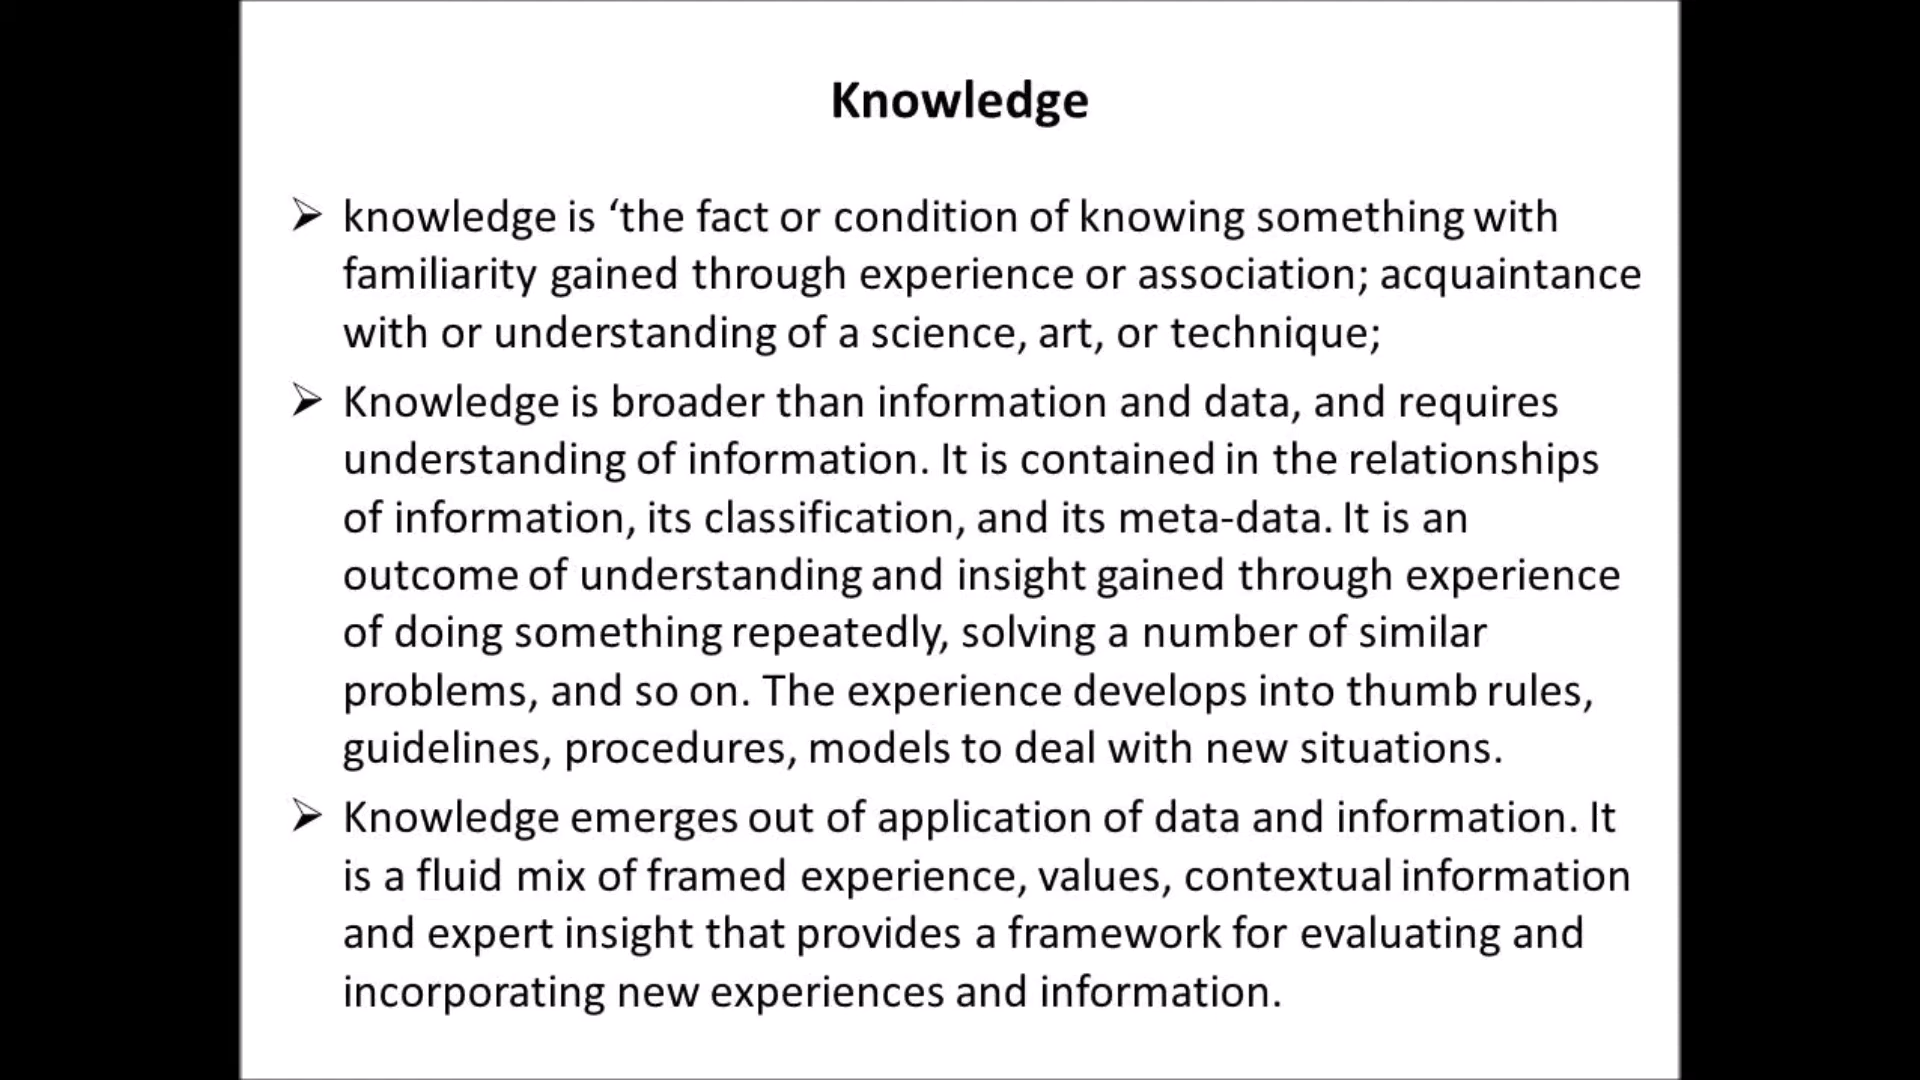 Knowledge
➢ knowledge is ‘the fact or condition of knowing something with
familiarity gained through experience or association; acquaintance
with or understanding of a science, art, or technique;
➢ Knowledge is broader than information and data, and requires
understanding of information. It is contained in the relationships
of information, its classification, and its meta-data. It is an
outcome of understanding and insight gained through experience
of doing something repeatedly, solving a number of similar
problems, and so on. The experience develops into thumb rules,
guidelines, procedures, models to deal with new situations.
➢ Knowledge emerges out of application of data and information. It
is a fluid mix of framed experience, values, contextual information
and expert insight that provides a framework for evaluating and
incorporating new experiences and information.